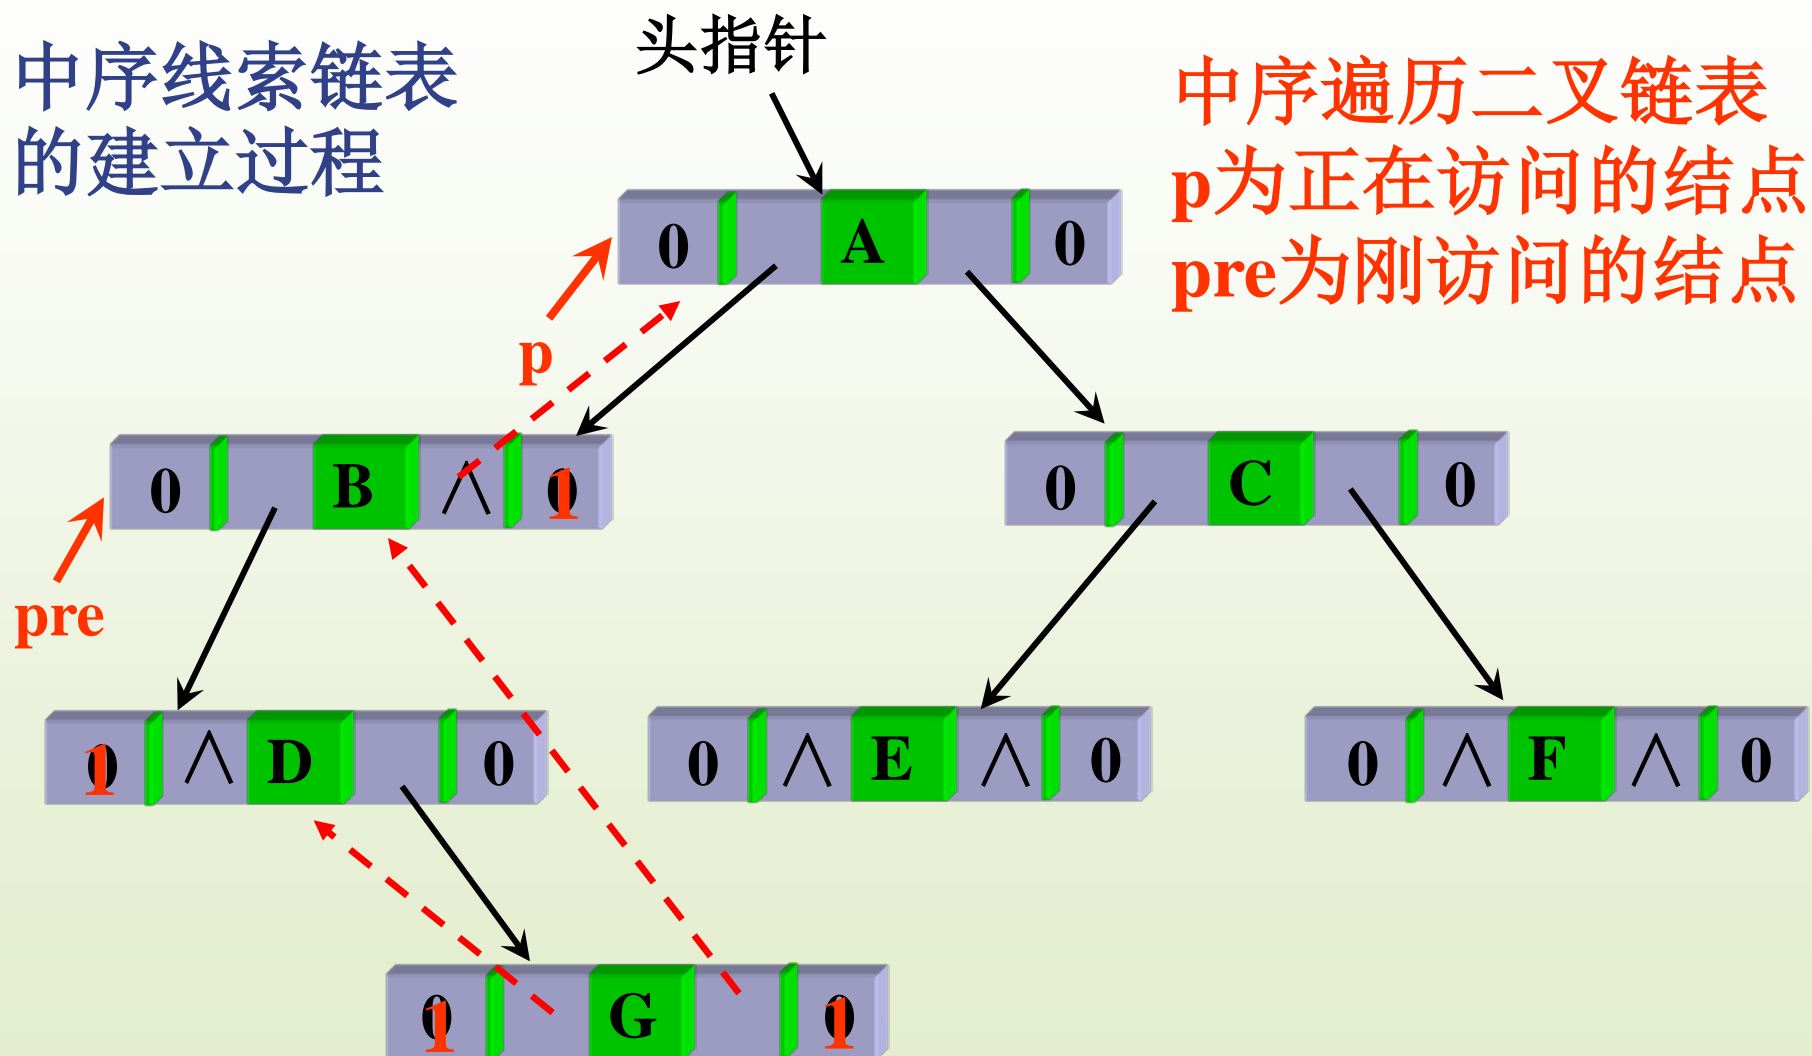 头指针
中序线索链表
的建立过程
中序遍历二叉链表
p为正在访问的结点
pre为刚访问的结点
0 A 0
p
0 B ∧ 0 1
0 C 0
pre
0 1 ∧ D 0
0 ∧ E ∧ 0
0 ∧ F ∧ 0
0 1 G 0 1